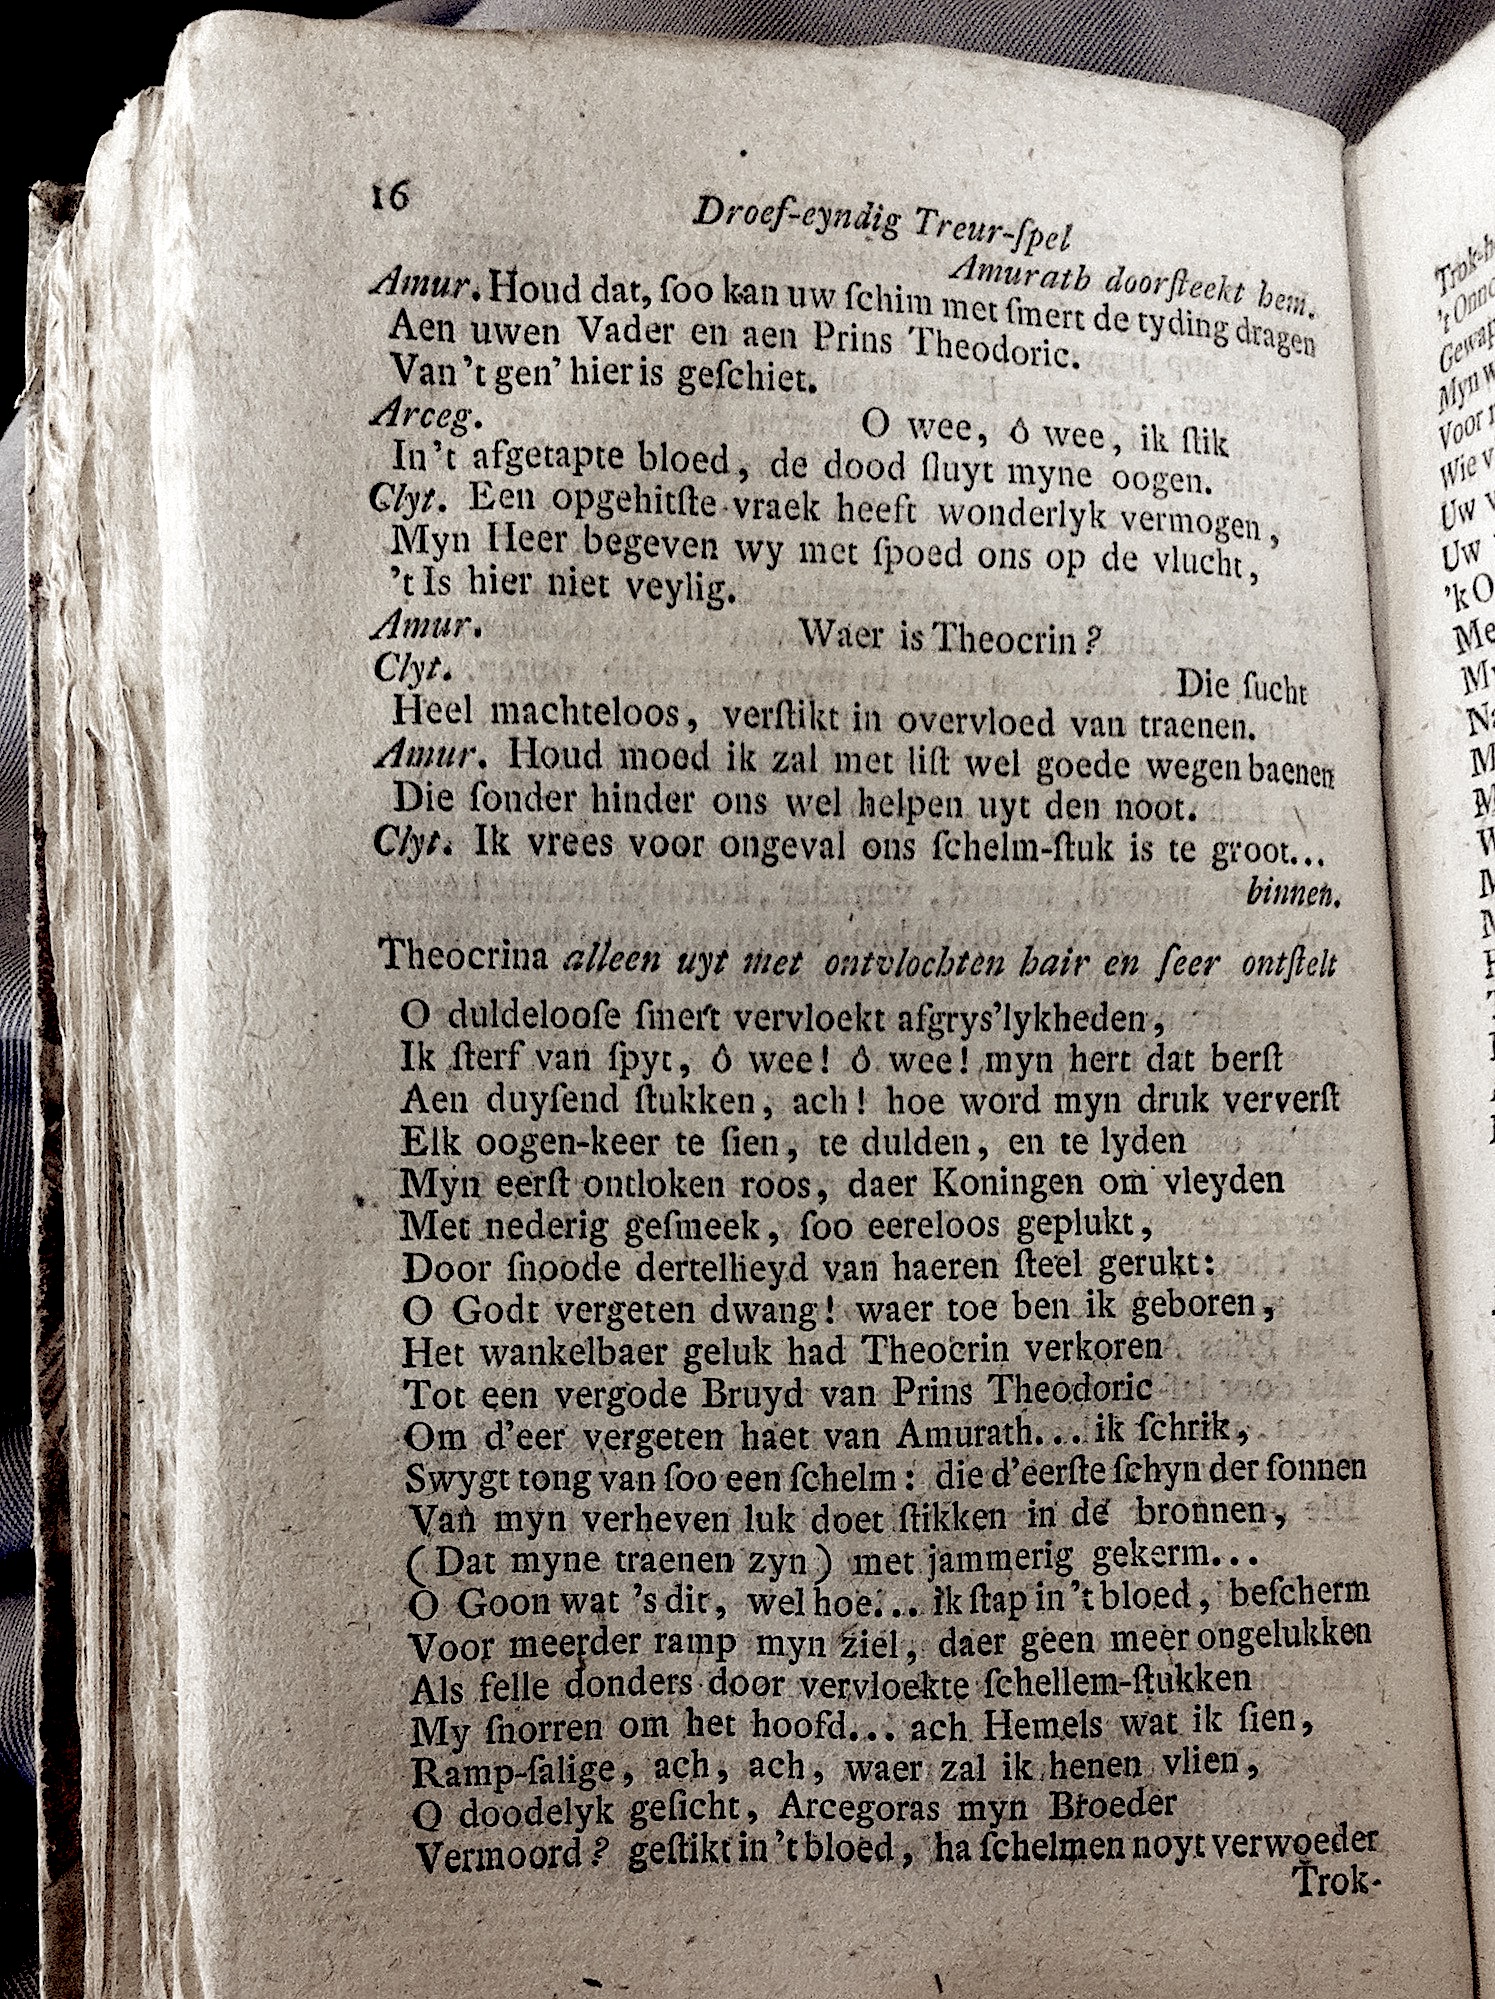 16
Droef-eyndig Treur-ſpel
Amurath doorſteekt hem.
Amur. Houd dat, ſoo kan uw ſchim met ſmert de tyding dragen
Aen uwen Vader en aen Prins Theodoric.
Van 't gen' hier is geſchiet.
Arceg. O wee, ô wee, ik ſtik
In 't afgetapte bloed, de dood ſluyt myne oogen.
Clyt. Een opgehitſte vraek heeft wonderlyk vermogen,
Myn Heer begeven wy met ſpoed ons op de vlucht,
't Is hier niet veylig.
Amur. Waer is Theocrin?
Clyt. Die ſucht
Heel machteloos, verſtikt in overvloed van traenen.
Amur. Houd moed ik zal met liſt wel goede wegen baenen
Die ſonder hinder ons wel helpen uyt den noot.
Clyt. Ik vrees voor ongeval ons ſchelm-ſtuk is te groot...
binnen.
Theocrina alleen uyt met ontvlochten hair en ſeer ontſtelt
O duldelooſe ſmert vervloekt afgrys'lykheden,
Ik ſterf van ſpyt, ô wee! ô wee! myn hert dat berſt
Aen duyſend ſtukken, ach! hoe word myn druk ververſt
Elk oogen-keer te ſien, te dulden, en te lyden
Myn eerſt ontloken roos, daer Koningen om vleyden
Met nederig geſmeek, ſoo eereloos geplukt,
Door ſnoode dertelheyd van haeren ſteel gerukt:
O Godt vergeten dwang! waer toe ben ik geboren,
Het wankelbaer geluk had Theocrin verkoren
Tot een vergode Bruyd van Prins Theodoric
Om d'eer vergeten haet van Amurath... ik ſchrik,
Swygt tong van ſoo een ſchelm: die d'eerſte ſchyn der ſonnen
Van myn verheven luk doet ſtikken in de bronnen,
(Dat myne traenen zyn) met jammerig gekerm...
O Goon wat 's dit, wel hoe... ik ſtap in 't bloed, beſcherm
Voor meerder ramp myn ziel, daer geen meer ongelukken
Als felle donders door vervloekte ſchellem-ſtukken
My ſnorren om het hoofd... ach Hemels wat ik ſien,
Ramp-ſalige, ach, ach, waer zal ik henen vlien,
O doodelyk geſicht, Arcegoras myn Broeder
Vermoord? geſtikt in 't bloed, ha ſchelmen noyt verwoeder
Trok-